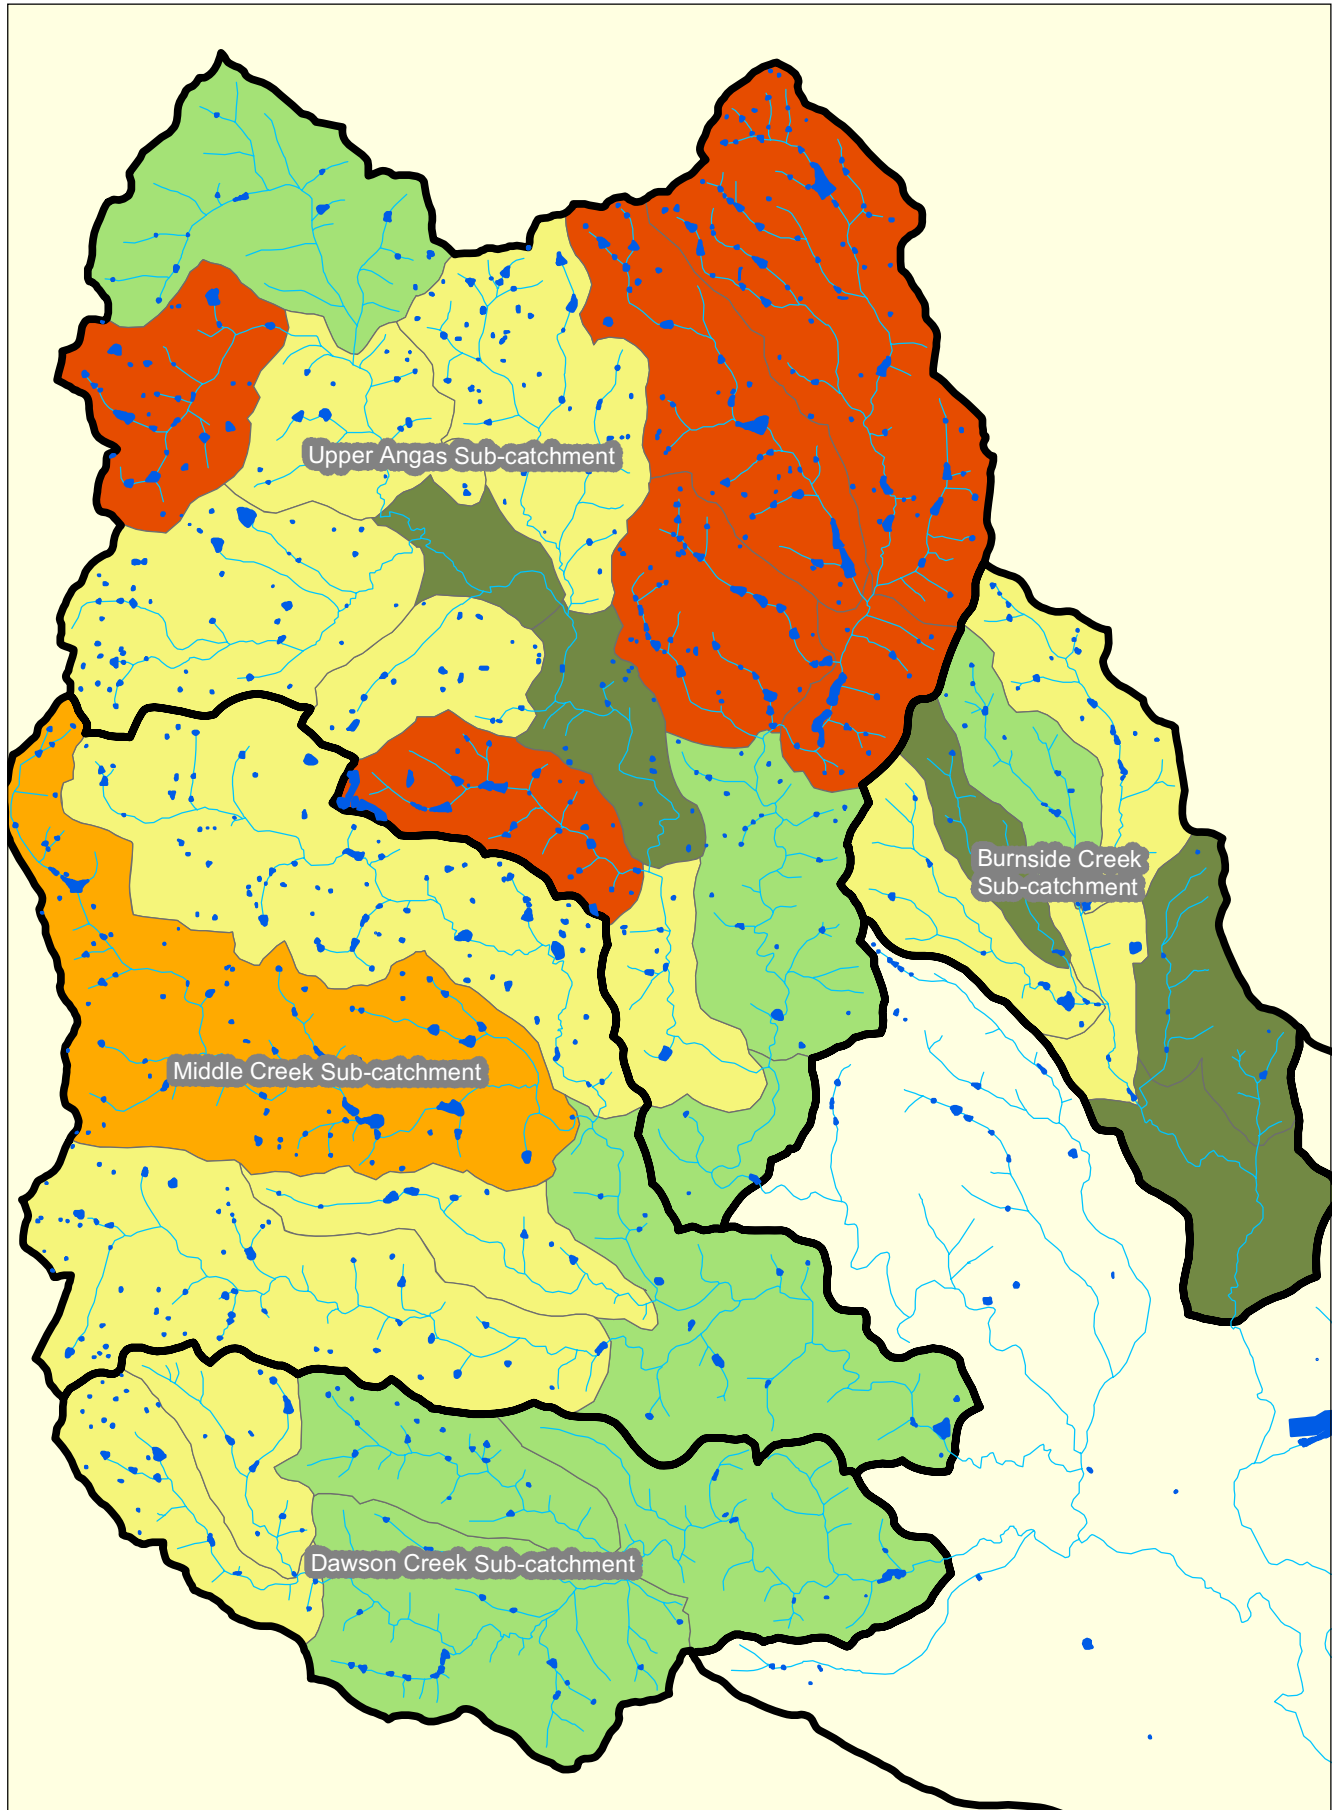 Upper Angas Sub-catchment
Burnside Creek
Sub-catchment
Middle Creek Sub-catchment
Dawson Creek Sub-catchment